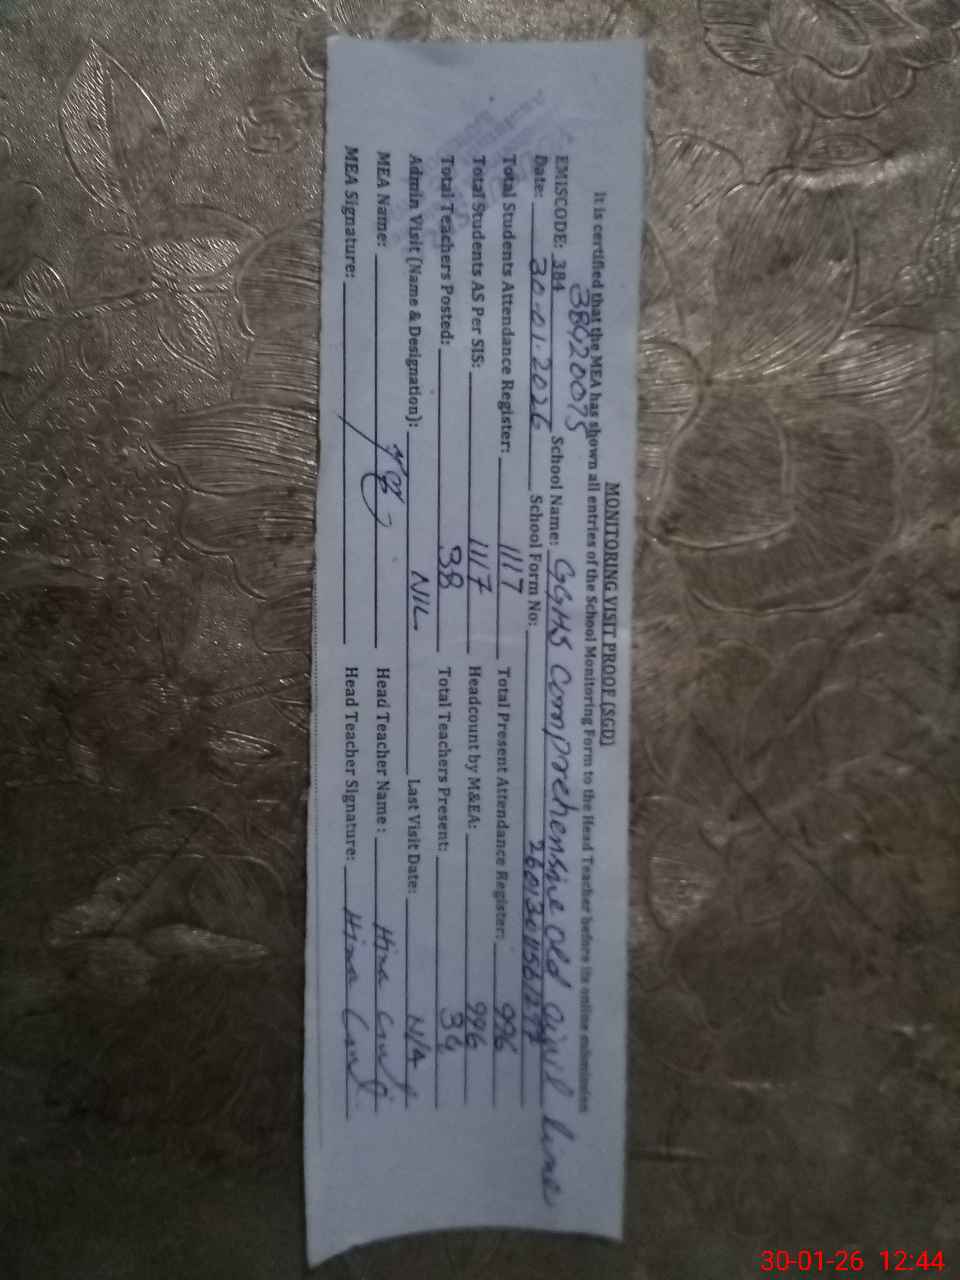 MONITORING VISIT PROOF (SGD)
It is certified that the MEA has shown all entries of the School Monitoring Form to the Head Teacher before its online submission
EMISCODE: 384 38420075 School Name: GGHS Comprehensive old civil line
Date: 30-01-2026 School Form No:
Total Students Attendance Register: 1117 Total Present Attendance Register: 996
Total Students AS Per SIS: 1117 Headcount by M&EA: 996
Total Teachers Posted: 38 Total Teachers Present: 34
Admin Visit (Name & Designation): NIL Last Visit Date: N/A
MEA Name: Head Teacher Name: Hina
MEA Signature: Head Teacher Signature: Hina
30-01-26 12:44